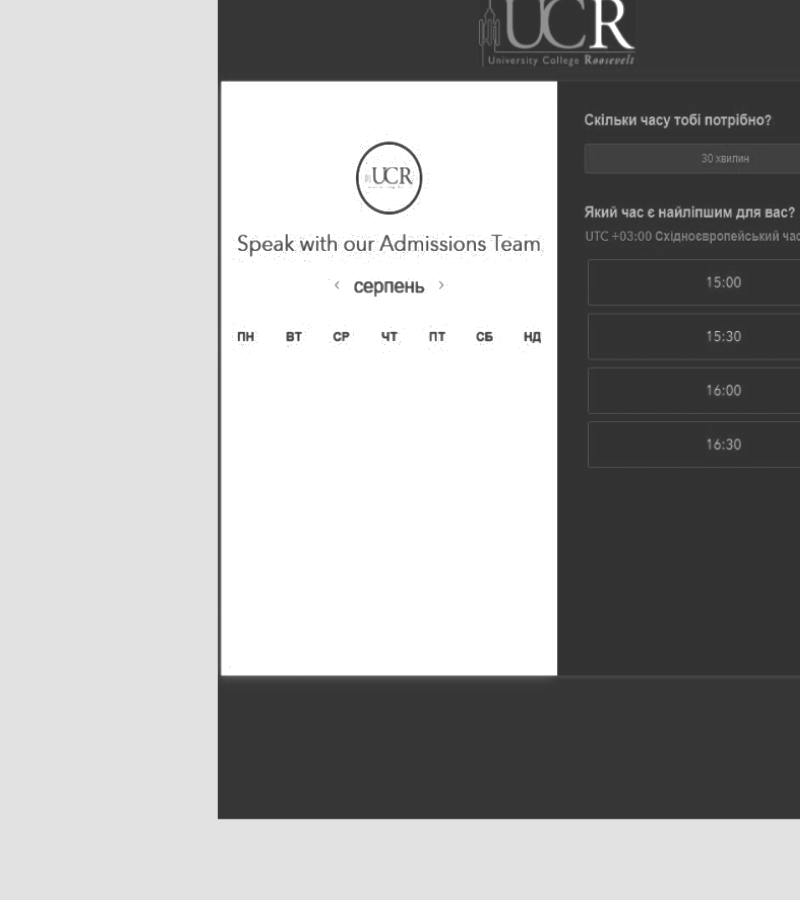 UCR
University College Roosevelt
UCR
Speak with our Admissions Team
‹ серпень ›
ПН ВТ СР ЧТ ПТ СБ НД
Скільки часу тобі потрібно?
30 хвилин
Який час є найліпшим для вас?
UTC +03:00 Східноєвропейський час
15:00
15:30
16:00
16:30